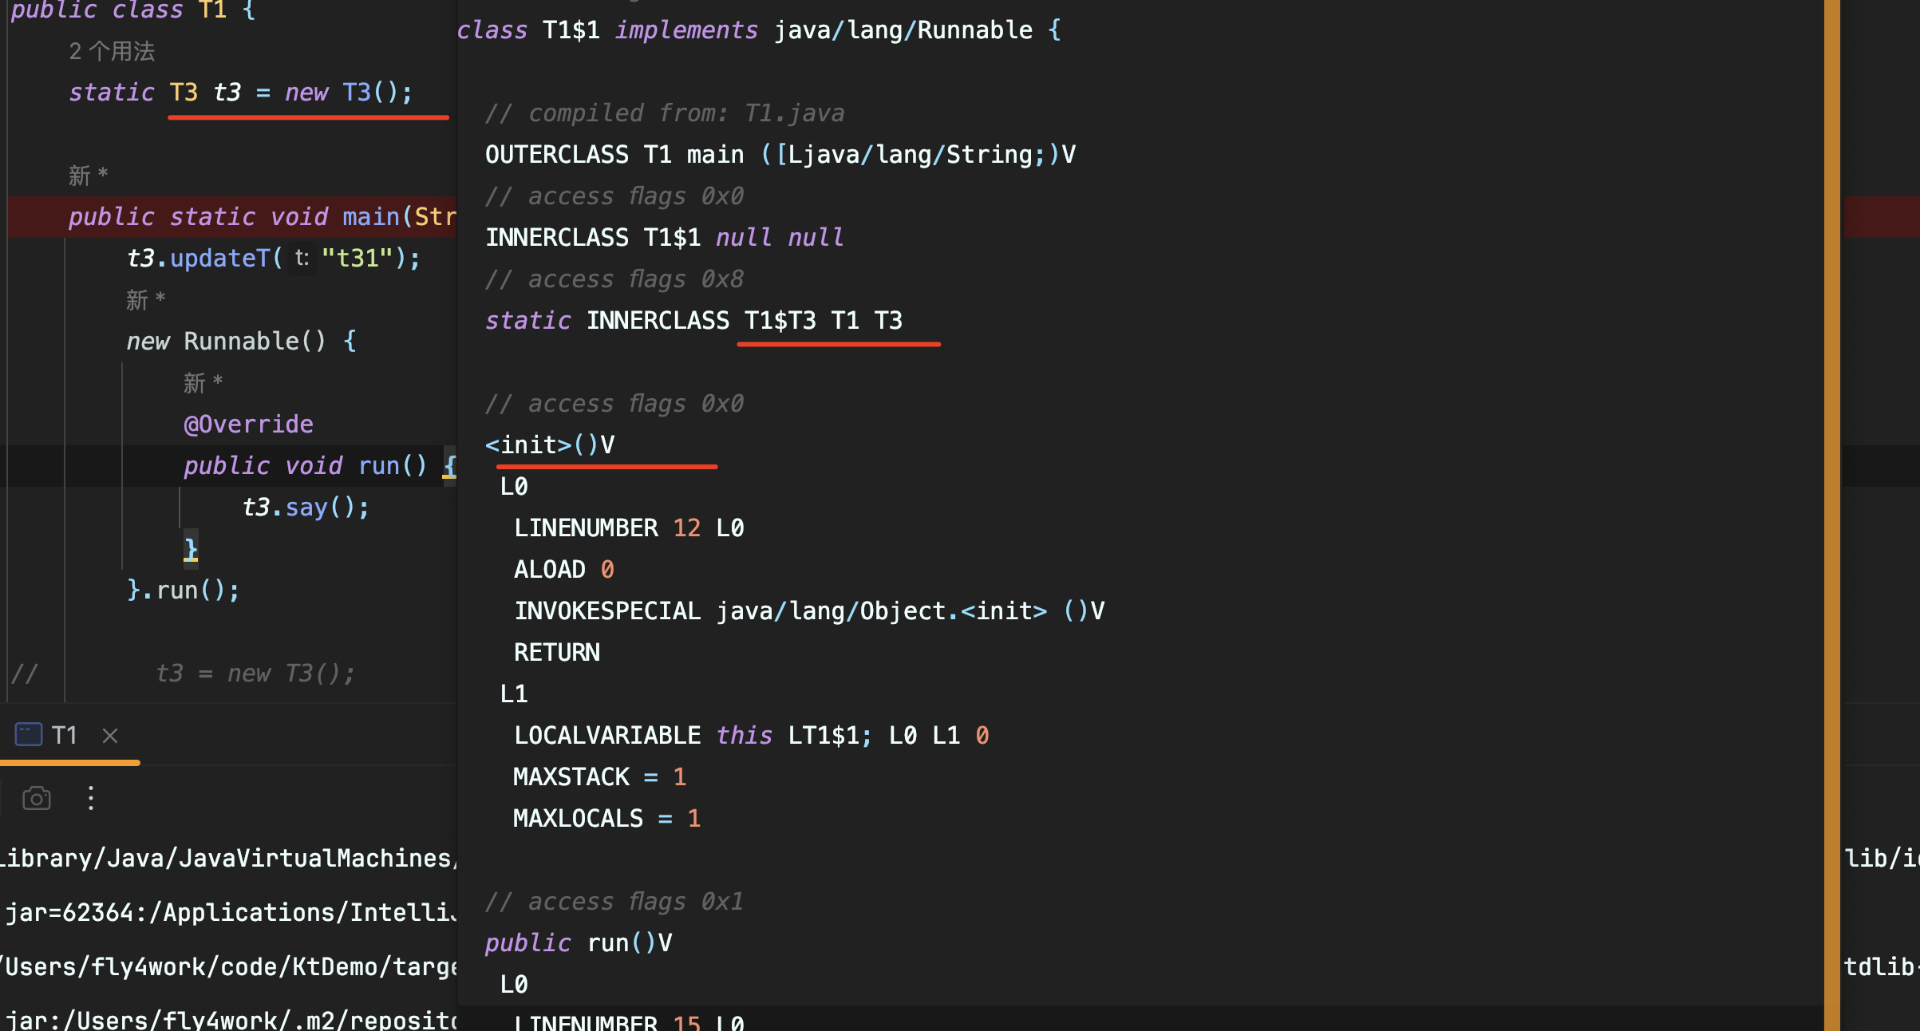 public class T1 {
2 个用法
static T3 t3 = new T3();
新 *
public static void main(Str
t3.updateT( t: "t31");
新 *
new Runnable() {
新 *
@Override
public void run() {
t3.say();
}
}.run();
// t3 = new T3();
class T1$1 implements java/lang/Runnable {
// compiled from: T1.java
OUTERCLASS T1 main ([Ljava/lang/String;)V
// access flags 0x0
INNERCLASS T1$1 null null
// access flags 0x8
static INNERCLASS T1$T3 T1 T3
// access flags 0x0
<init>()V
L0
LINENUMBER 12 L0
ALOAD 0
INVOKESPECIAL java/lang/Object.<init> ()V
RETURN
L1
LOCALVARIABLE this LT1$1; L0 L1 0
MAXSTACK = 1
MAXLOCALS = 1
// access flags 0x1
public run()V
L0
LINENUMBER 15 L0
T1
Library/Java/JavaVirtualMachines/
jar=62364:/Applications/IntelliJ
/Users/fly4work/code/KtDemo/targe
jar:/Users/fly4work/.m2/reposito
lib/i
tdlib